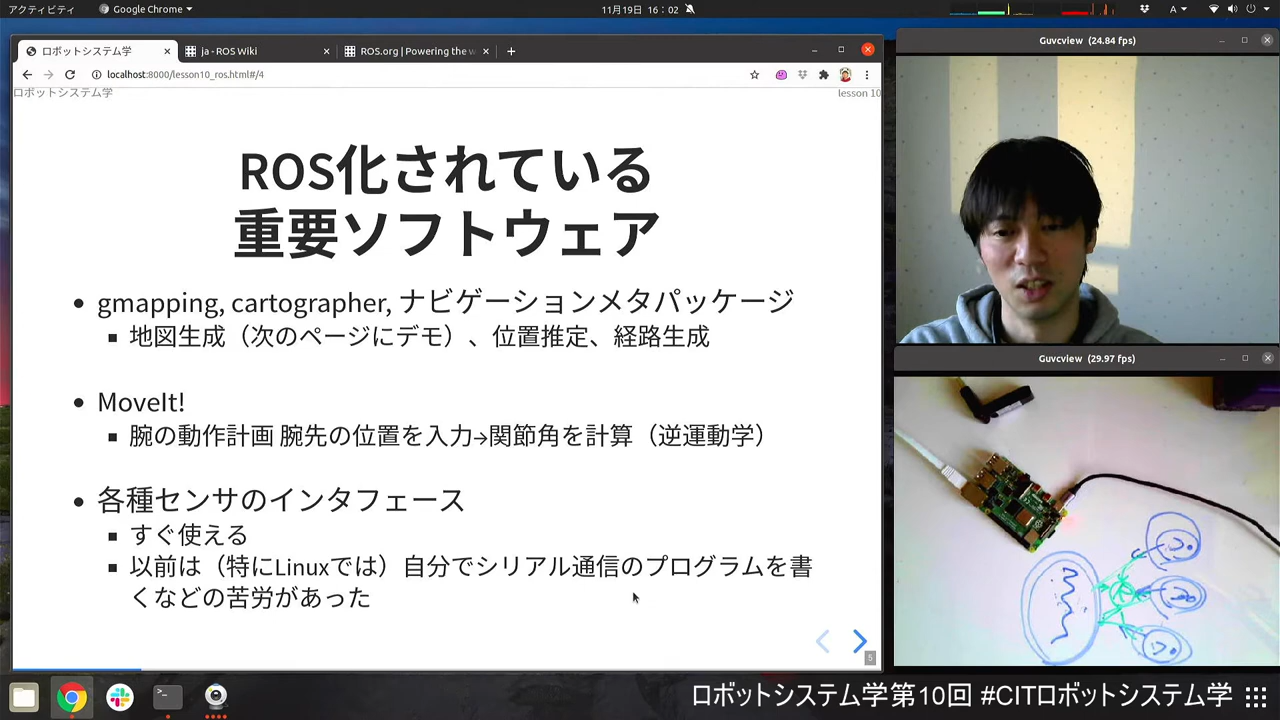 アクティビティ
Google Chrome
11月19日 16:02
A
ロボットシステム学
ja - ROS Wiki
ROS.org | Powering the w
localhost:8000/lesson10_ros.html#/4
ロボットシステム学
lesson 10
ROS化されている
重要ソフトウェア
gmapping, cartographer, ナビゲーションメタパッケージ
地図生成（次のページにデモ）、位置推定、経路生成
MoveIt!
腕の動作計画 腕先の位置を入力→関節角を計算（逆運動学）
各種センサのインタフェース
すぐ使える
以前は（特にLinuxでは）自分でシリアル通信のプログラムを書
くなどの苦労があった
5
Guvcview (24.84 fps)
Guvcview (29.97 fps)
ロボットシステム学第10回 #CITロボットシステム学